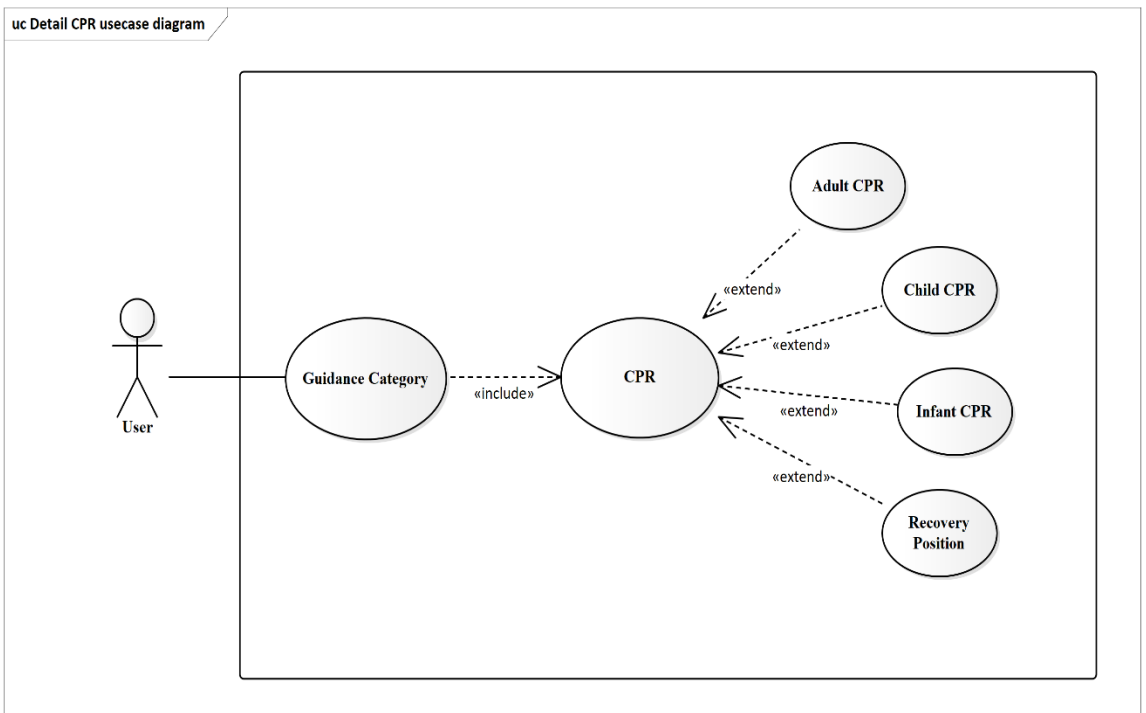 uc Detail CPR usecase diagram
Adult CPR
«extend»
Child CPR
«extend»
Guidance Category
«include»
CPR
«extend»
Infant CPR
User
«extend»
Recovery
Position